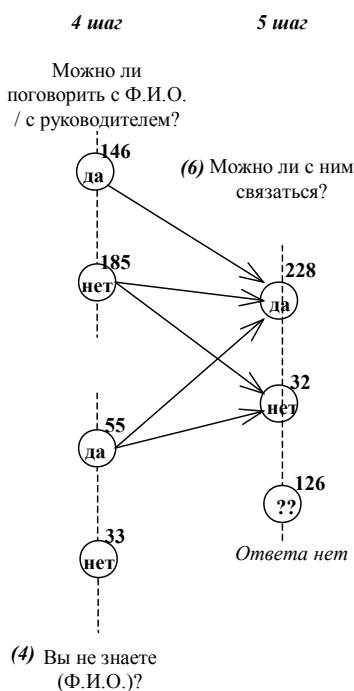 4 шаг
5 шаг
Можно ли
поговорить с Ф.И.О.
/ с руководителем?
146
да
(6) Можно ли с ним
связаться?
185
нет
228
да
32
нет
55
да
126
??
Ответа нет
33
нет
(4) Вы не знаете
(Ф.И.О.)?